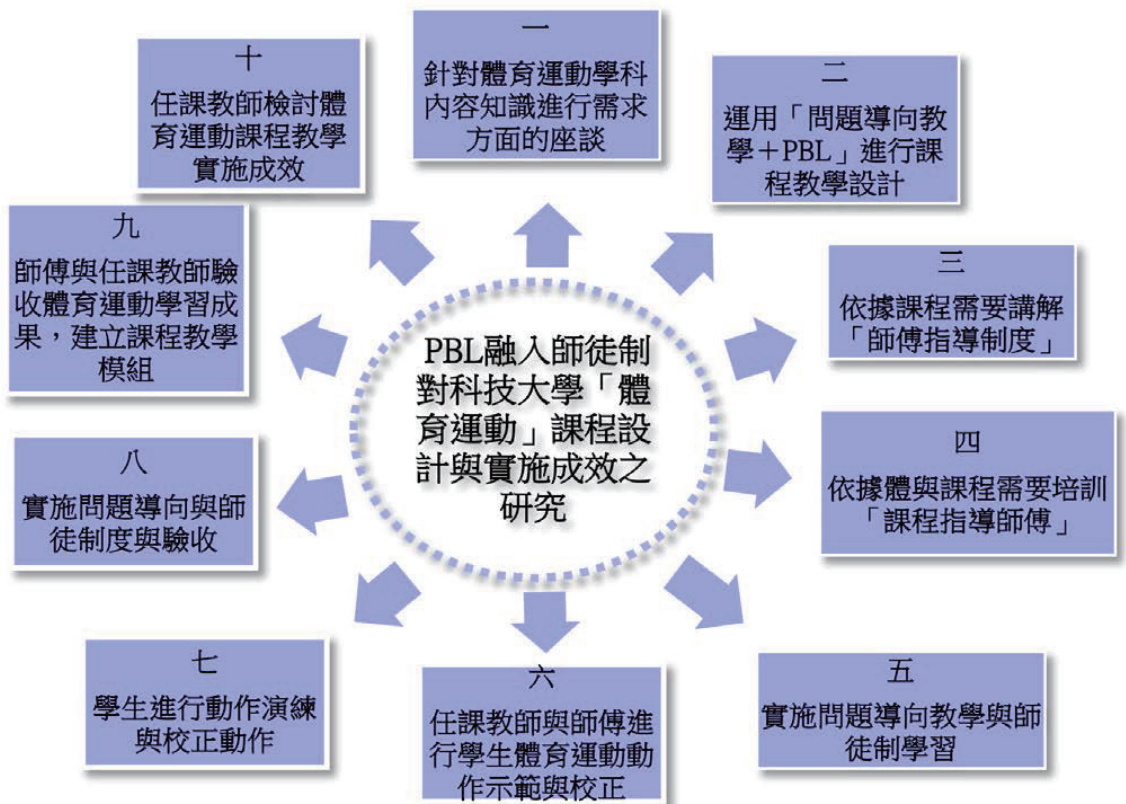 PBL融入師徒制
對科技大學「體
育運動」課程設
計與實施成效之
研究
一
針對體育運動學科
內容知識進行需求
方面的座談
二
運用「問題導向教
學＋PBL」進行課
程教學設計
三
依據課程需要講解
「師傅指導制度」
四
依據體與課程需要培訓
「課程指導師傅」
五
實施問題導向教學與師
徒制學習
六
任課教師與師傅進
行學生體育運動動
作示範與校正
七
學生進行動作演練
與校正動作
八
實施問題導向與師
徒制度與驗收
九
師傅與任課教師驗
收體育運動學習成
果，建立課程教學
模組
十
任課教師檢討體
育運動課程教學
實施成效